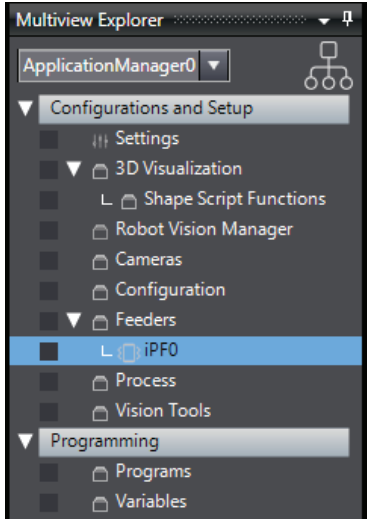 Multiview Explorer
ApplicationManager0
Configurations and Setup
Settings
3D Visualization
Shape Script Functions
Robot Vision Manager
Cameras
Configuration
Feeders
iPF0
Process
Vision Tools
Programming
Programs
Variables